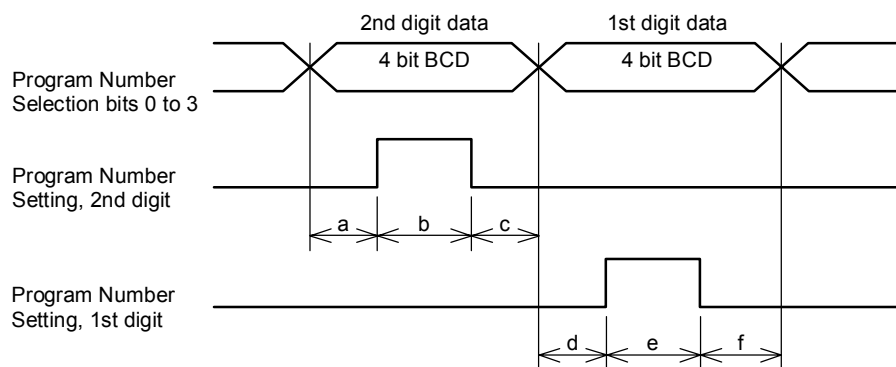 2nd digit data
1st digit data
4 bit BCD
4 bit BCD
Program Number
Selection bits 0 to 3
Program Number
Setting, 2nd digit
a
b
c
Program Number
Setting, 1st digit
d
e
f